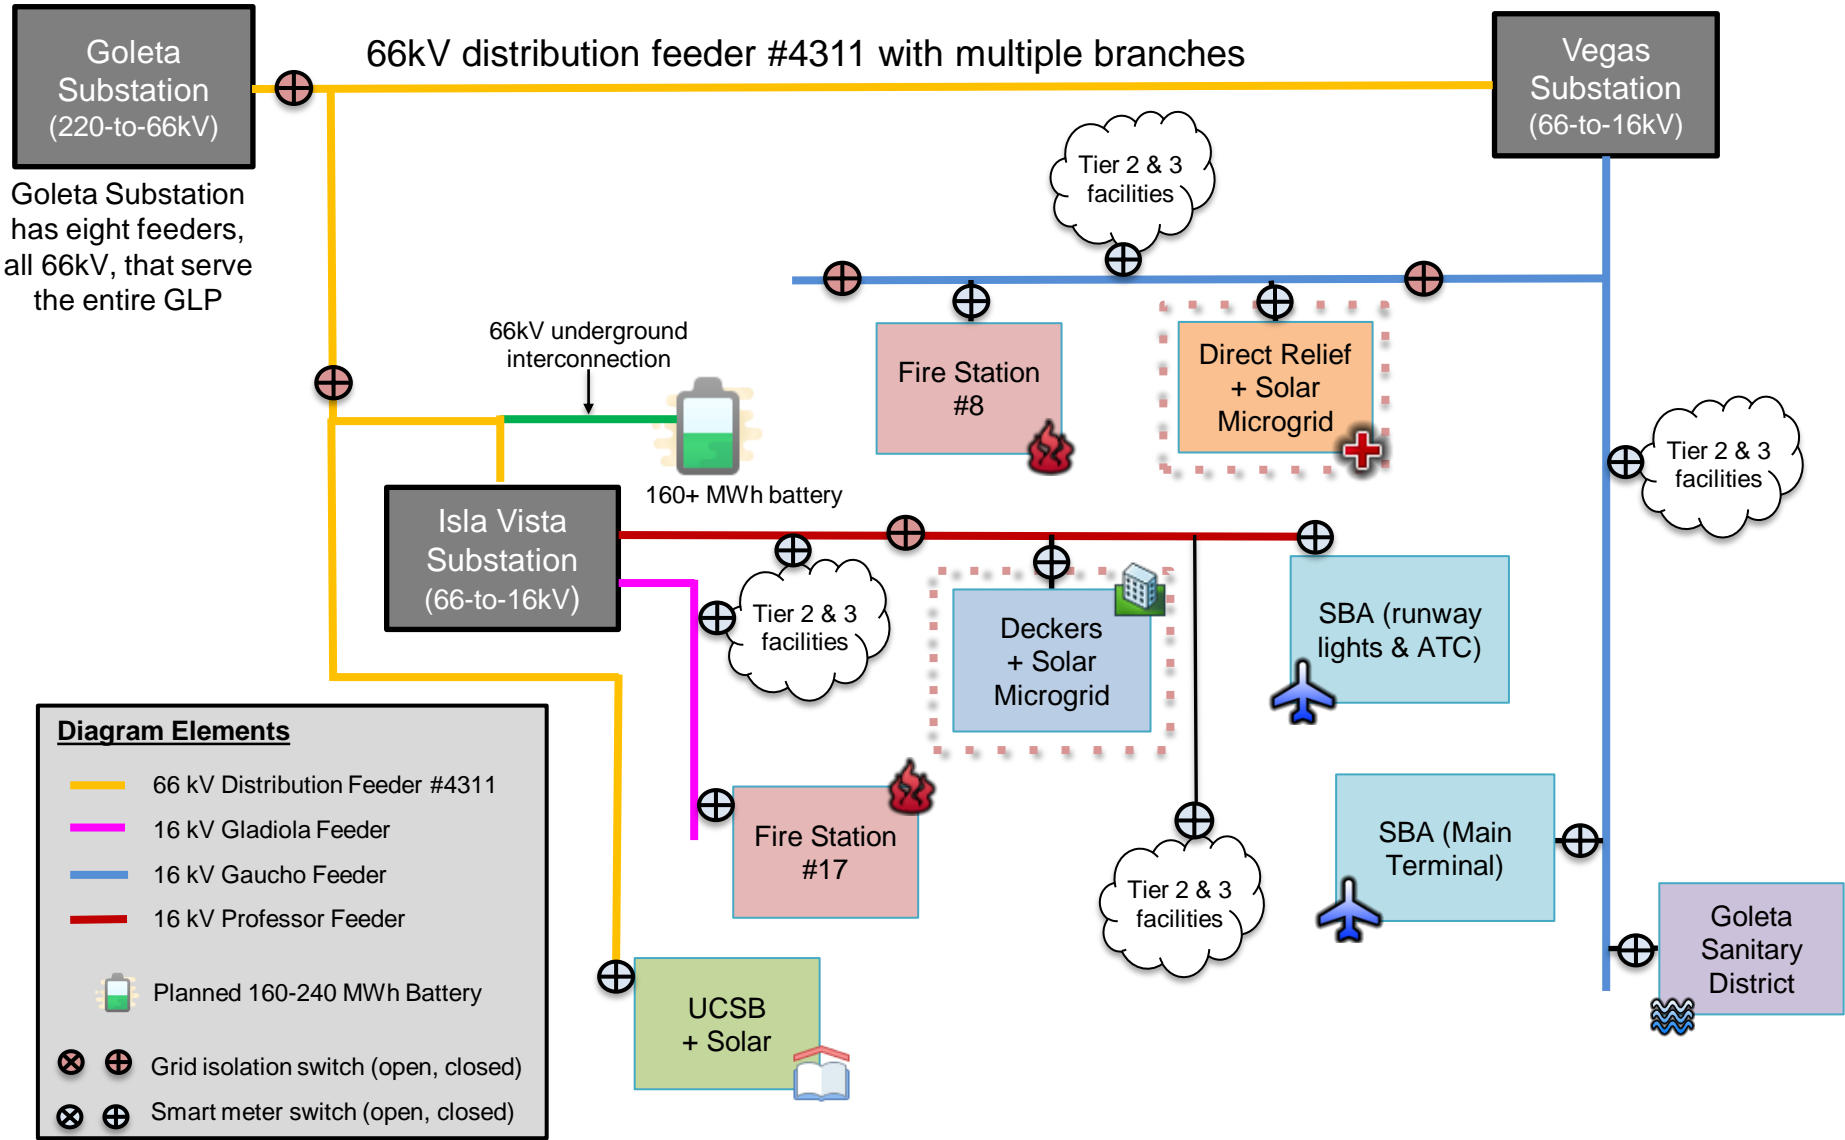 Goleta
Substation
(220-to-66kV)
66kV distribution feeder #4311 with multiple branches
Vegas
Substation
(66-to-16kV)
Goleta Substation
has eight feeders,
all 66kV, that serve
the entire GLP
Tier 2 & 3
facilities
66kV underground
interconnection
160+ MWh battery
Fire Station
#8
Direct Relief
+ Solar
Microgrid
Tier 2 & 3
facilities
Isla Vista
Substation
(66-to-16kV)
Tier 2 & 3
facilities
Deckers
+ Solar
Microgrid
SBA (runway
lights & ATC)
Fire Station
#17
Tier 2 & 3
facilities
SBA (Main
Terminal)
Goleta
Sanitary
District
UCSB
+ Solar
Diagram Elements
66 kV Distribution Feeder #4311
16 kV Gladiola Feeder
16 kV Gaucho Feeder
16 kV Professor Feeder
Planned 160-240 MWh Battery
Grid isolation switch (open, closed)
Smart meter switch (open, closed)